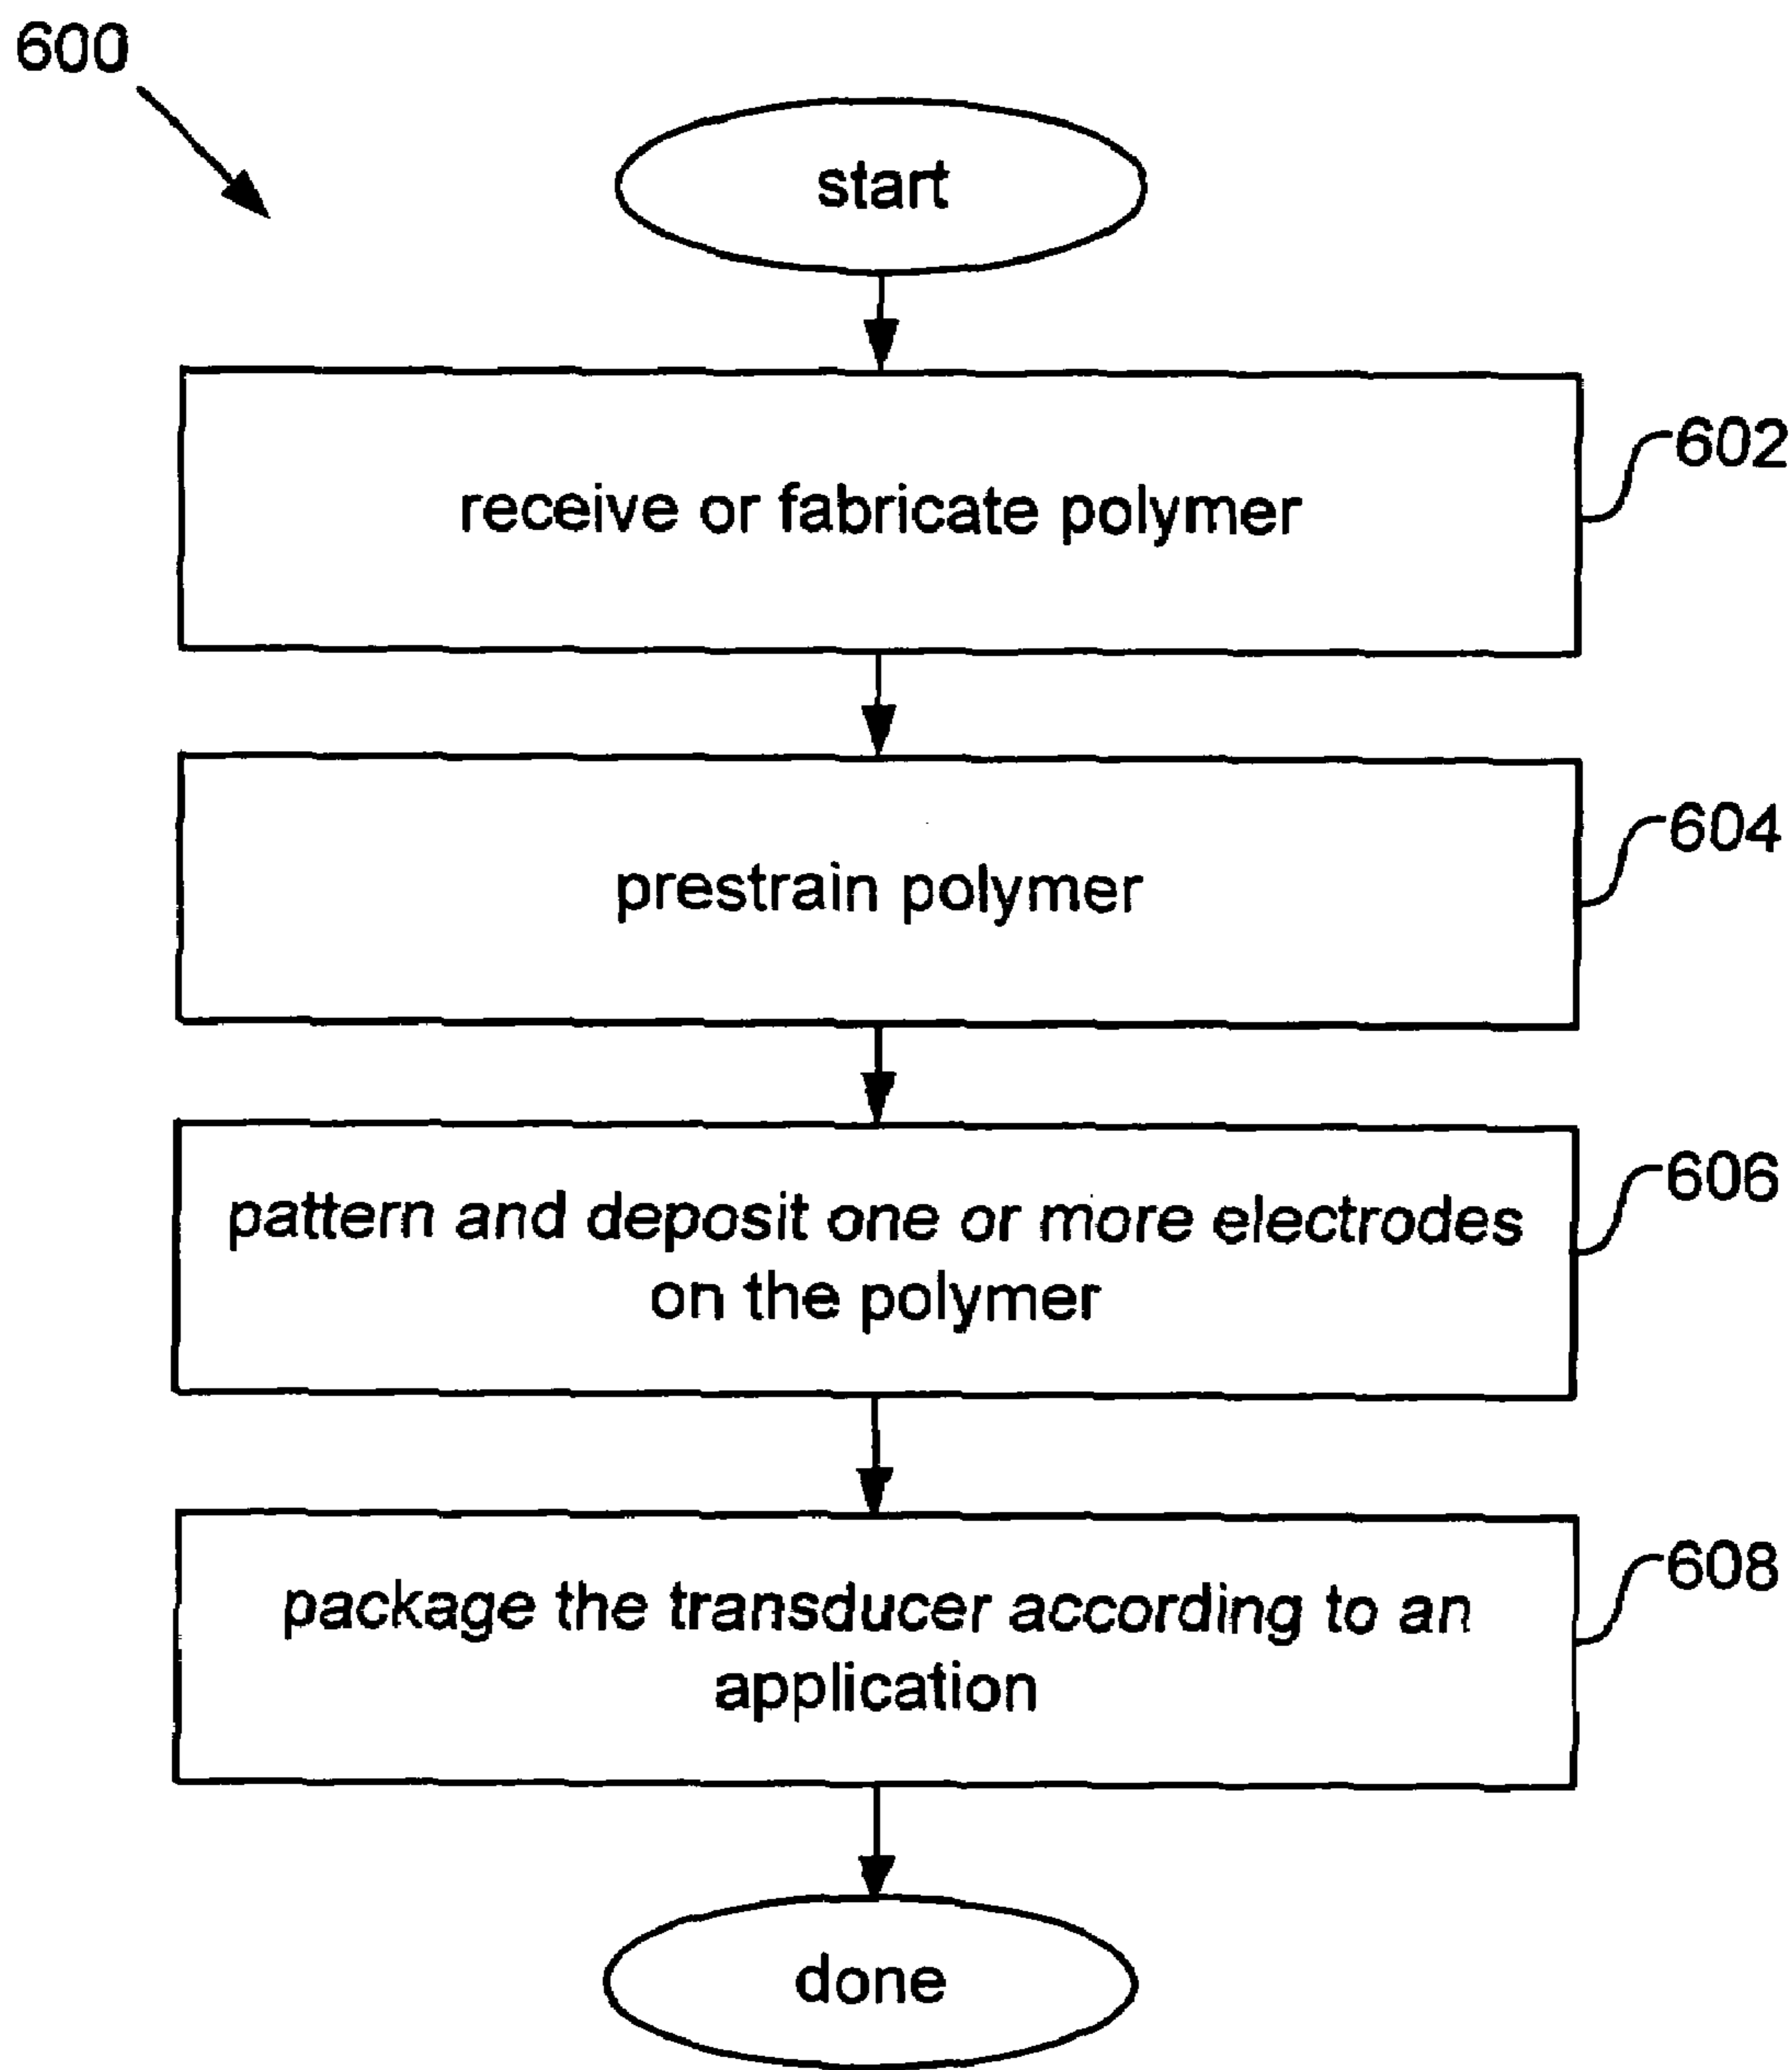 600
start
receive or fabricate polymer
602
prestrain polymer
604
pattern and deposit one or more electrodes
on the polymer
606
package the transducer according to an
application
608
done